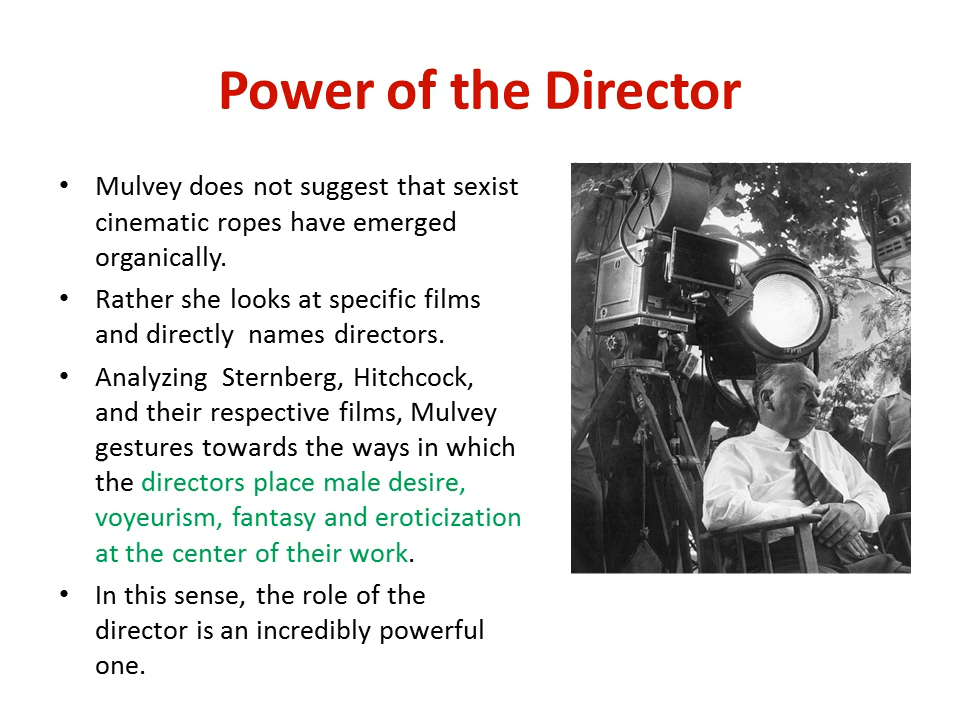 Power of the Director
• Mulvey does not suggest that sexist
cinematic ropes have emerged
organically.
• Rather she looks at specific films
and directly names directors.
• Analyzing Sternberg, Hitchcock,
and their respective films, Mulvey
gestures towards the ways in which
the directors place male desire,
voyeurism, fantasy and eroticization
at the center of their work.
• In this sense, the role of the
director is an incredibly powerful
one.